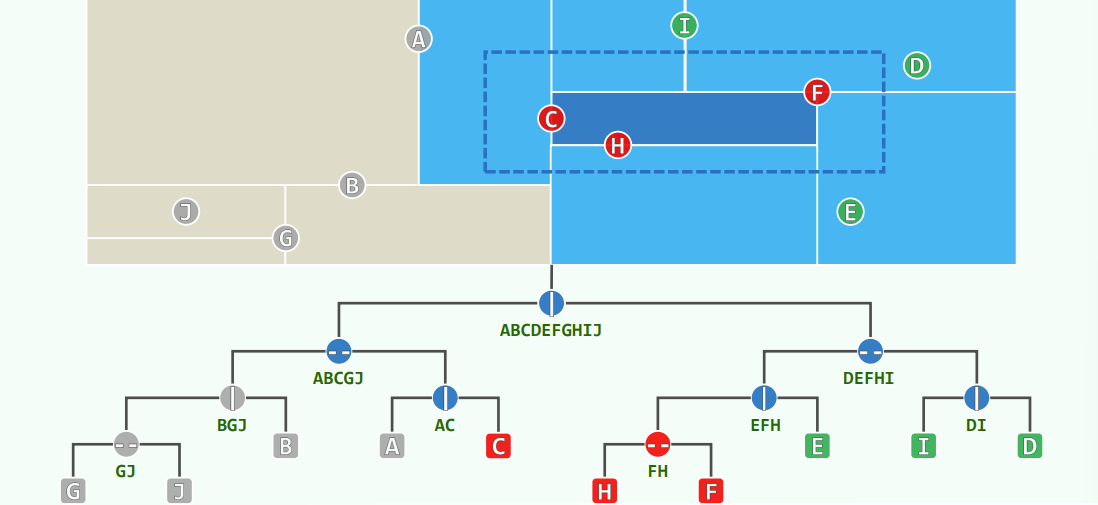 I
A
D
F
C
H
B
J
E
G
ABCDEFGHIJ
ABCGJ DEFHI
BGJ AC EFH DI
B A C E I D
GJ FH
G J H F